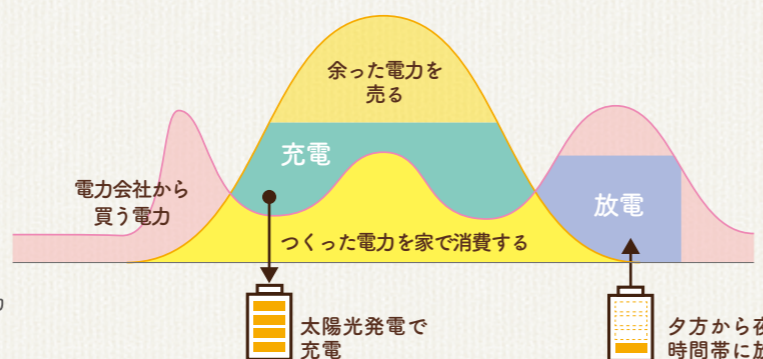 余った電力を
売る
充電
電力会社から
買う電力
放電
つくった電力を家で消費する
太陽光発電で
充電
夕方から夜
時間帯に放